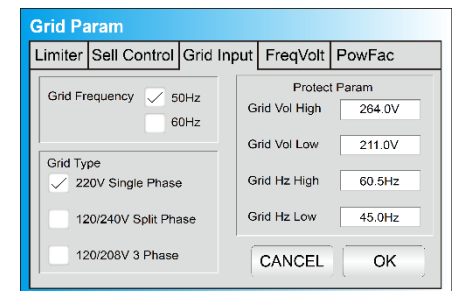 Grid Param
Limiter Sell Control Grid Input FreqVolt PowFac
Grid Frequency 50Hz
60Hz
Grid Type
220V Single Phase
120/240V Split Phase
120/208V 3 Phase
Protect Param
Grid Vol High 264.0V
Grid Vol Low 211.0V
Grid Hz High 60.5Hz
Grid Hz Low 45.0Hz
CANCEL OK